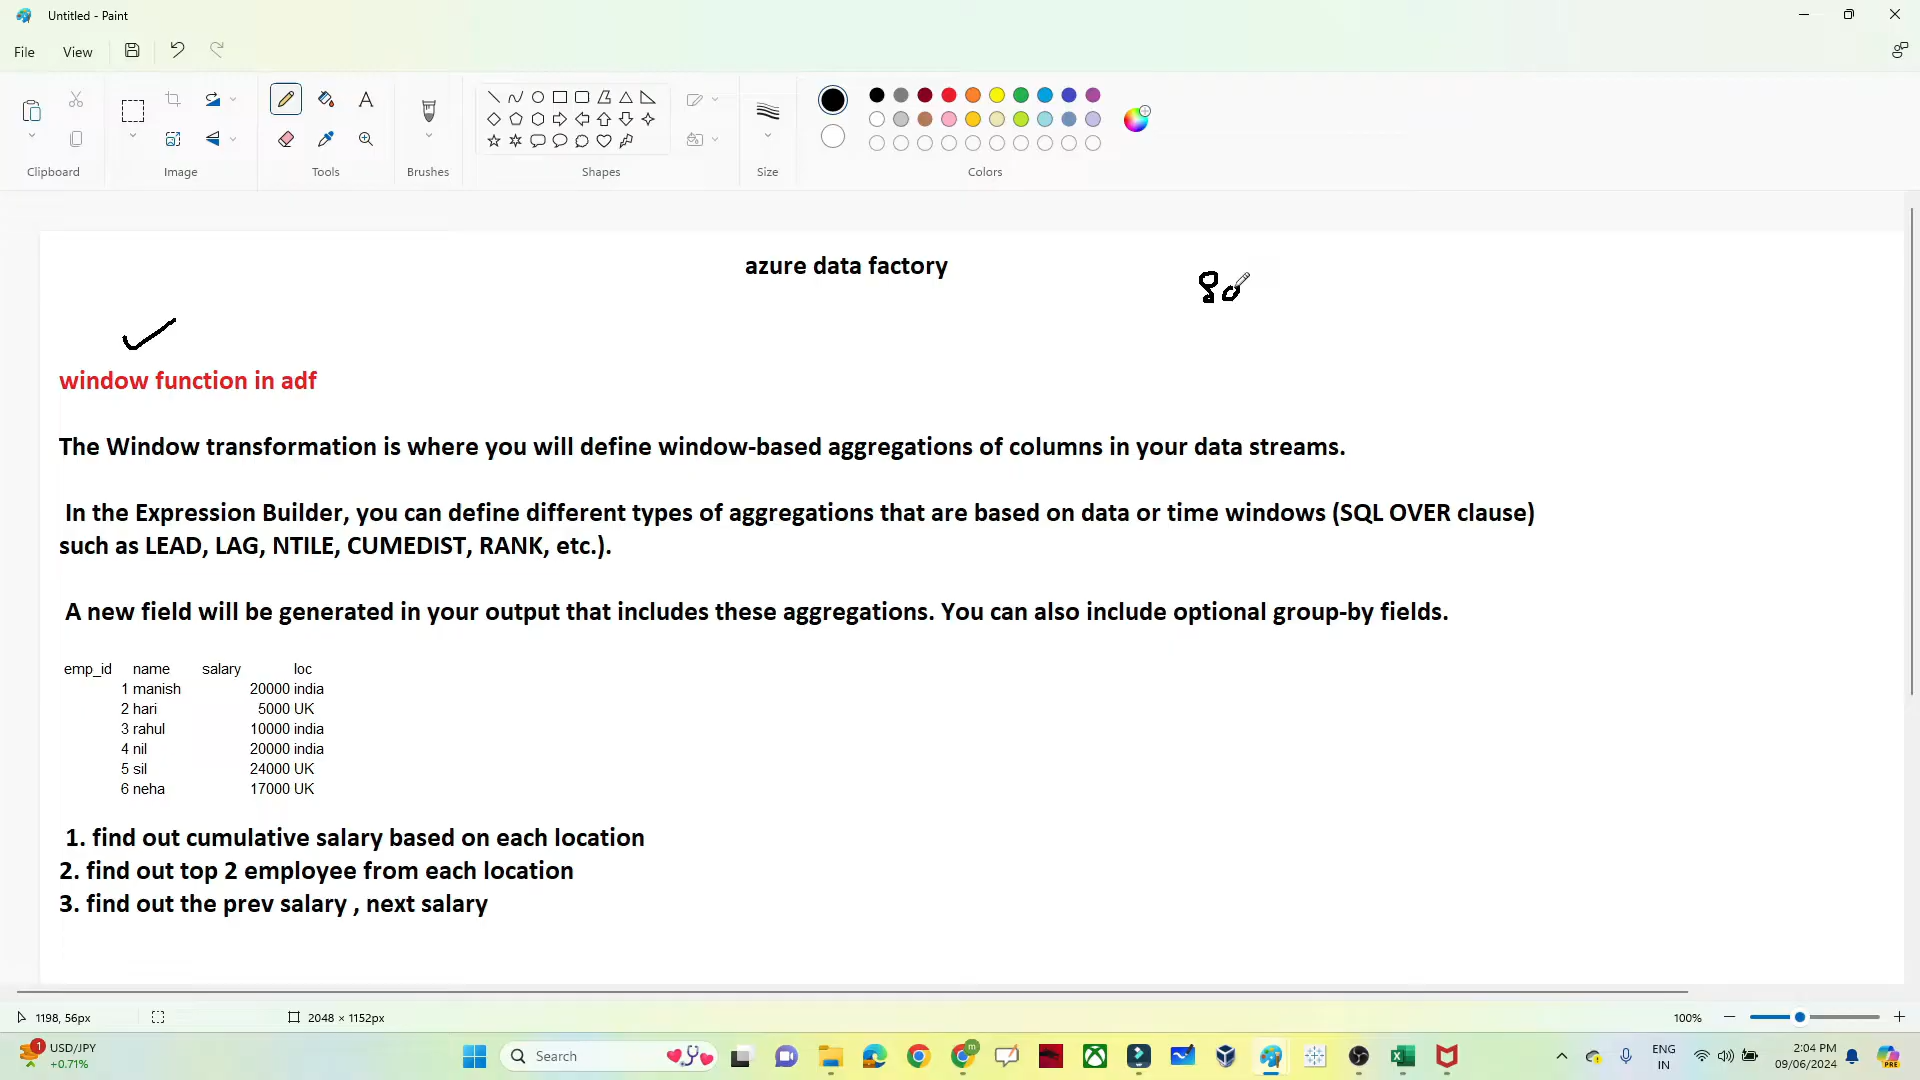 Untitled - Paint
File View
Clipboard
Image
Tools
Brushes
Shapes
Size
Colors
azure data factory
window function in adf
The Window transformation is where you will define window-based aggregations of columns in your data streams.
In the Expression Builder, you can define different types of aggregations that are based on data or time windows (SQL OVER clause)
such as LEAD, LAG, NTILE, CUMEDIST, RANK, etc.).
A new field will be generated in your output that includes these aggregations. You can also include optional group-by fields.
emp_id name salary loc
1 manish 20000 india
2 hari 5000 UK
3 rahul 10000 india
4 nil 20000 india
5 sil 24000 UK
6 neha 17000 UK
1. find out cumulative salary based on each location
2. find out top 2 employee from each location
3. find out the prev salary , next salary
1198, 56px
2048 × 1152px
100%
1
USD/JPY
+0.71%
Search
m
ENG
IN
2:04 PM
09/06/2024
PRE